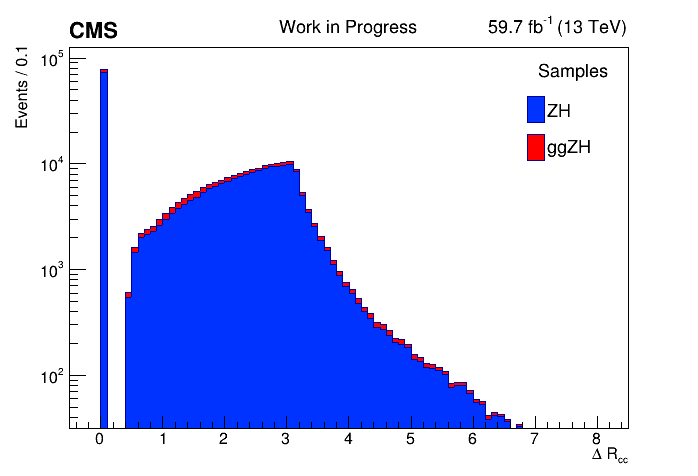 CMS Work in Progress 59.7 fb⁻¹ (13 TeV)
Events / 0.1
Samples
ZH
ggZH
10⁵
10⁴
10³
10²
0 1 2 3 4 5 6 7 8
Δ R_cc